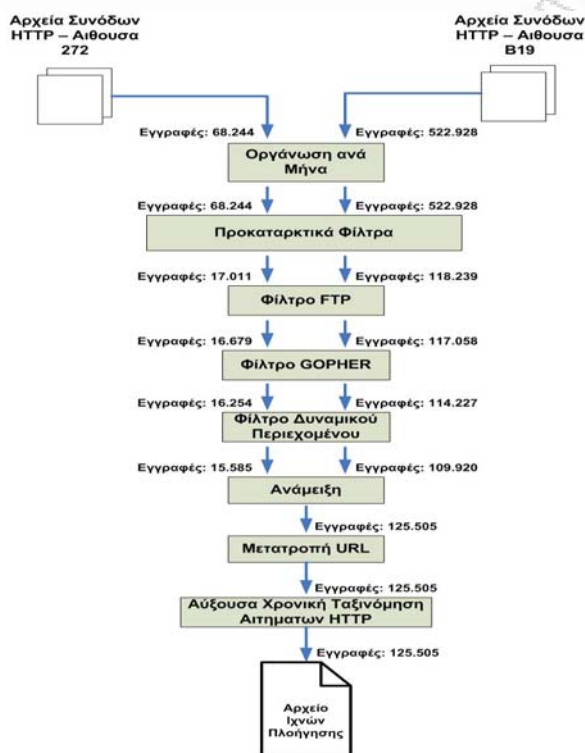 Αρχεία Συνόδων
HTTP – Αιθουσα
272
Αρχεία Συνόδων
HTTP – Αιθουσα
Β19
Εγγραφές: 68.244
Εγγραφές: 522.928
Οργάνωση ανά
Μήνα
Εγγραφές: 68.244
Εγγραφές: 522.928
Προκαταρκτικά Φίλτρα
Εγγραφές: 17.011
Εγγραφές: 118.239
Φίλτρο FTP
Εγγραφές: 16.679
Εγγραφές: 117.058
Φίλτρο GOPHER
Εγγραφές: 16.254
Εγγραφές: 114.227
Φίλτρο Δυναμικού
Περιεχομένου
Εγγραφές: 15.585
Εγγραφές: 109.920
Ανάμειξη
Εγγραφές: 125.505
Μετατροπή URL
Εγγραφές: 125.505
Αύξουσα Χρονική Ταξινόμηση
Αιτηματων HTTP
Εγγραφές: 125.505
Αρχείο
Ιχνών
Πλοήγησης